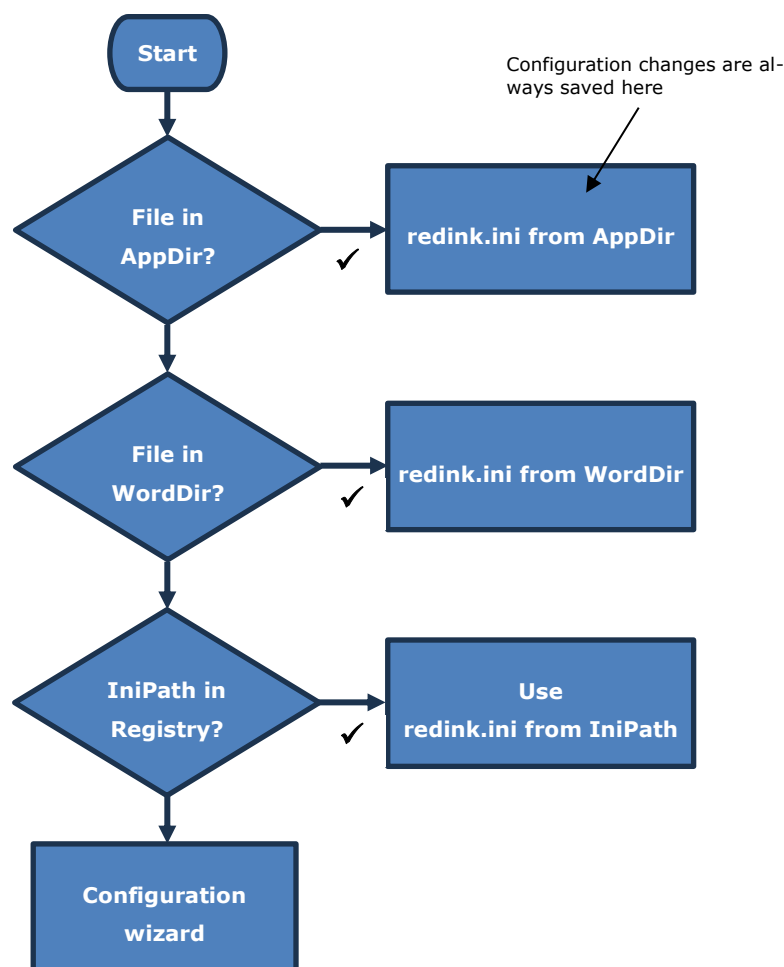 Start
Configuration changes are al-
ways saved here
File in
AppDir?
redink.ini from AppDir
✓
File in
WordDir?
redink.ini from WordDir
✓
IniPath in
Registry?
Use
redink.ini from IniPath
✓
Configuration
wizard